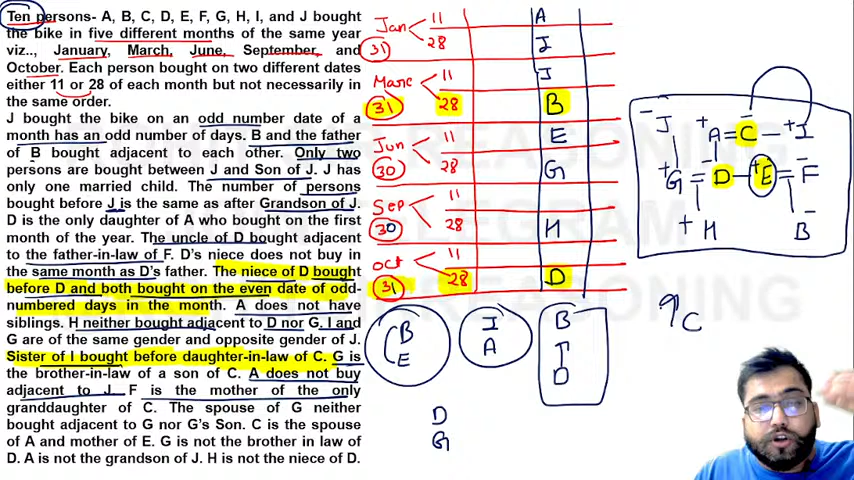 Ten persons- A, B, C, D, E, F, G, H, I, and J bought
the bike in five different months of the same year
viz.., January, March, June, September, and
October. Each person bought on two different dates
either 11 or 28 of each month but not necessarily in
the same order.
J bought the bike on an odd number date of a
month has an odd number of days. B and the father
of B bought adjacent to each other. Only two
persons are bought between J and Son of J. J has
only one married child. The number of persons
bought before J is the same as after Grandson of J.
D is the only daughter of A who bought on the first
month of the year. The uncle of D bought adjacent
to the father-in-law of F. D's niece does not buy in
the same month as D's father. The niece of D bought
before D and both bought on the even date of odd-
numbered days in the month. A does not have
siblings. H neither bought adjacent to D nor G. I and
G are of the same gender and opposite gender of J.
Sister of I bought before daughter-in-law of C. G is
the brother-in-law of a son of C. A does not buy
adjacent to J. F is the mother of the only
granddaughter of C. The spouse of G neither
bought adjacent to G nor G's Son. C is the spouse
of A and mother of E. G is not the brother in law of
D. A is not the grandson of J. H is not the niece of D.
Jan 11 A
(31) 28 I
Marc 11 J
(31) 28 B
Jun 11 E
(30) 28 G
Sep 11
(30) 28 H
Oct 11
(31) 28 D
B
E
I
A
B
↑
D
D
G
- J + A = C - + I
+ G = D - + E = F -
+ H B -
↑ C